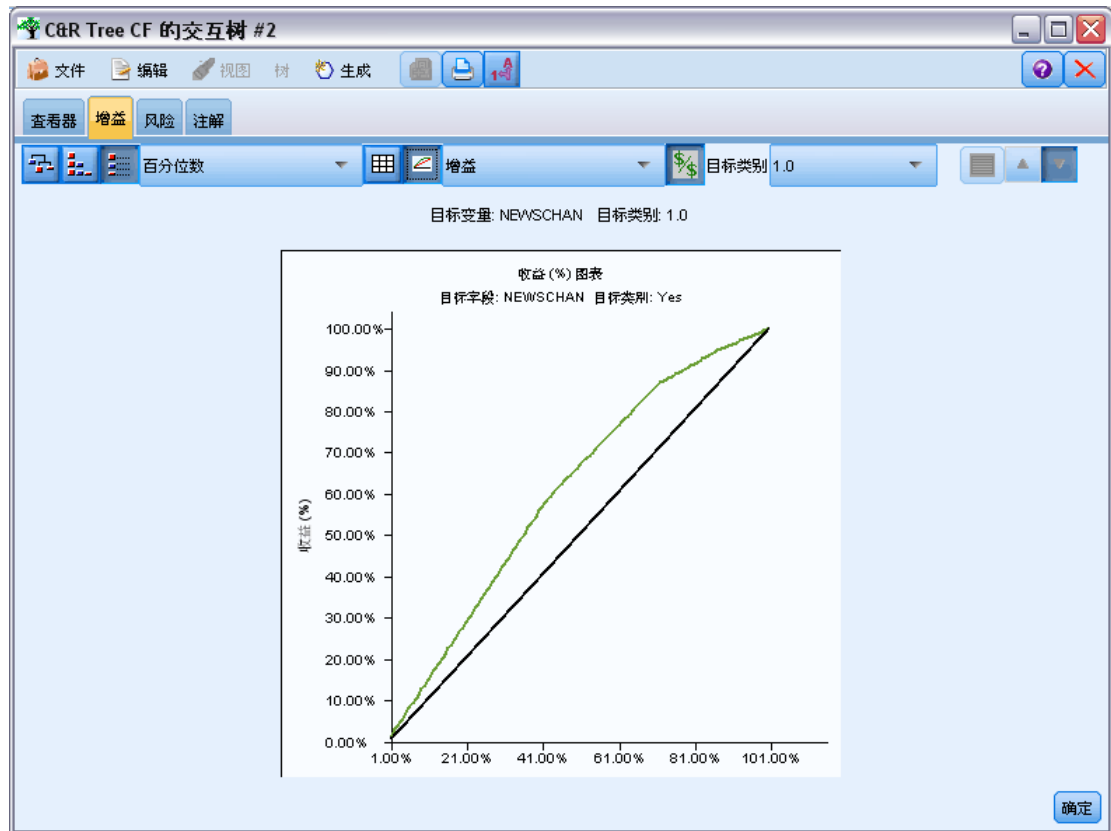 C&R Tree CF 的交互树 #2
文件 编辑 视图 树 生成
查看器 增益 风险 注解
百分位数 增益 目标类别 1.0
目标变量: NEWSCHAN 目标类别: 1.0
收益 (%) 图表
目标字段: NEWSCHAN 目标类别: Yes
100.00%
90.00%
80.00%
70.00%
60.00%
50.00%
40.00%
30.00%
20.00%
10.00%
0.00%
收益 (%)
1.00% 21.00% 41.00% 61.00% 81.00% 101.00%
确定